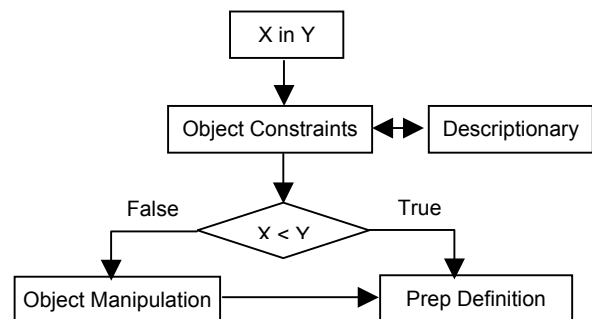 X in Y
Object Constraints
Descriptionary
False
True
X < Y
Object Manipulation
Prep Definition